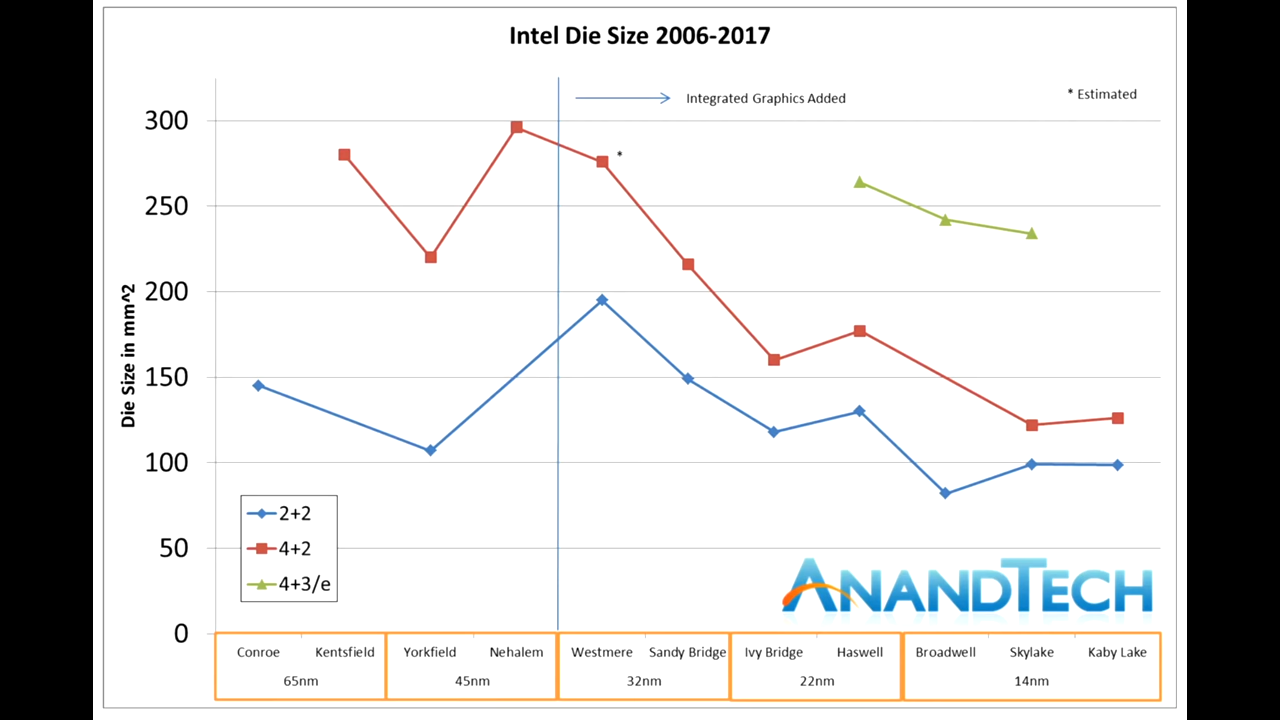 Intel Die Size 2006-2017
Integrated Graphics Added
* Estimated
300
*
250
200
150
100
50
0
Die Size in mm^2
2+2
4+2
4+3/e
ANANDTECH
Conroe Kentsfield Yorkfield Nehalem Westmere Sandy Bridge Ivy Bridge Haswell Broadwell Skylake Kaby Lake
65nm 45nm 32nm 22nm 14nm